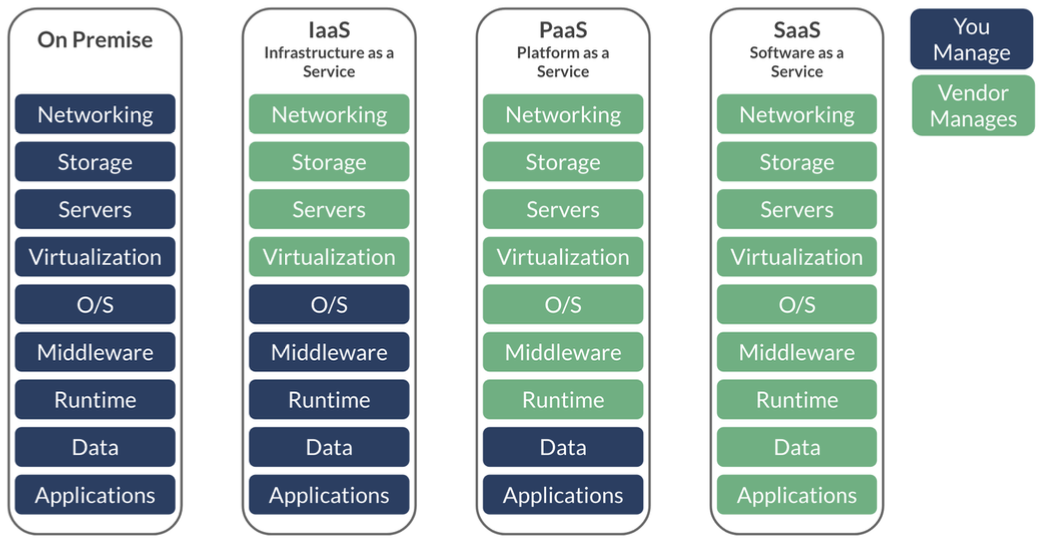 On Premise
Networking
Storage
Servers
Virtualization
O/S
Middleware
Runtime
Data
Applications
IaaS
Infrastructure as a
Service
Networking
Storage
Servers
Virtualization
O/S
Middleware
Runtime
Data
Applications
PaaS
Platform as a
Service
Networking
Storage
Servers
Virtualization
O/S
Middleware
Runtime
Data
Applications
SaaS
Software as a
Service
Networking
Storage
Servers
Virtualization
O/S
Middleware
Runtime
Data
Applications
You
Manage
Vendor
Manages